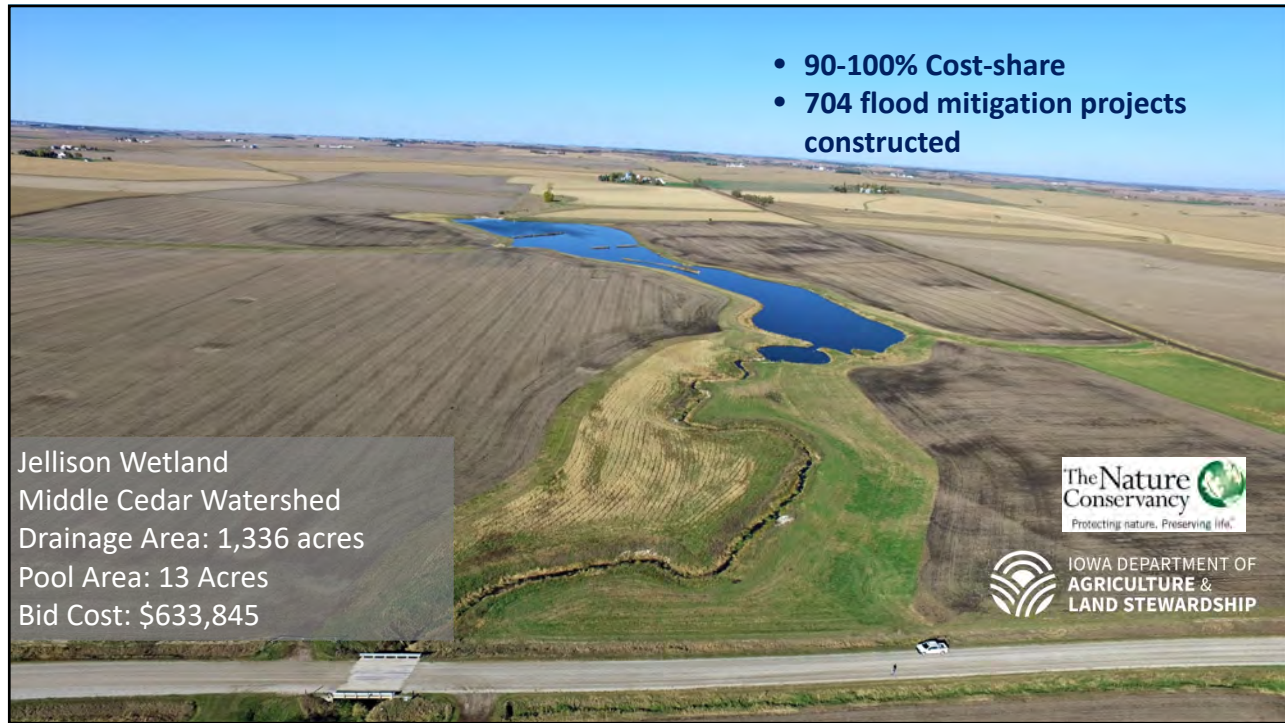 • 90-100% Cost-share
• 704 flood mitigation projects
constructed
Jellison Wetland
Middle Cedar Watershed
Drainage Area: 1,336 acres
Pool Area: 13 Acres
Bid Cost: $633,845
The Nature
Conservancy
Protecting nature. Preserving life.™
IOWA DEPARTMENT OF
AGRICULTURE &
LAND STEWARDSHIP